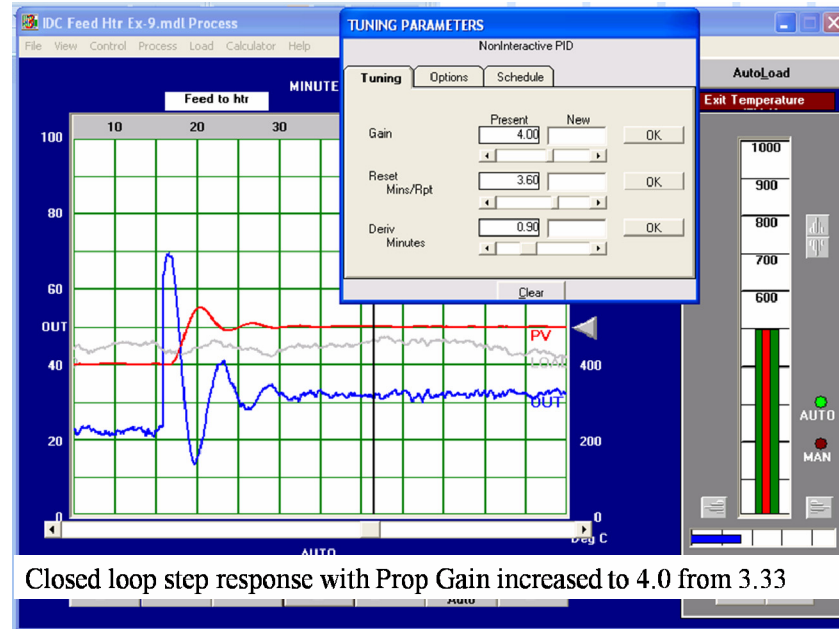 IDC Feed Htr Ex-9.mdl Process
File View Control Process Load Calculator Help
TUNING PARAMETERS
NonInteractive PID
Tuning Options Schedule
Present New
Gain 4.00 OK
Reset
Mins/Rpt
3.60 OK
Deriv
Minutes
0.90 OK
Clear
MINUTE
Feed to htr
10 20 30
100
80
60
OUT
40
20
0
PV
LOAD
OUT
400
200
0
Deg C
AUTO
AutoLoad
Exit Temperature
1000
900
800
700
600
AUTO
MAN
Closed loop step response with Prop Gain increased to 4.0 from 3.33
Auto